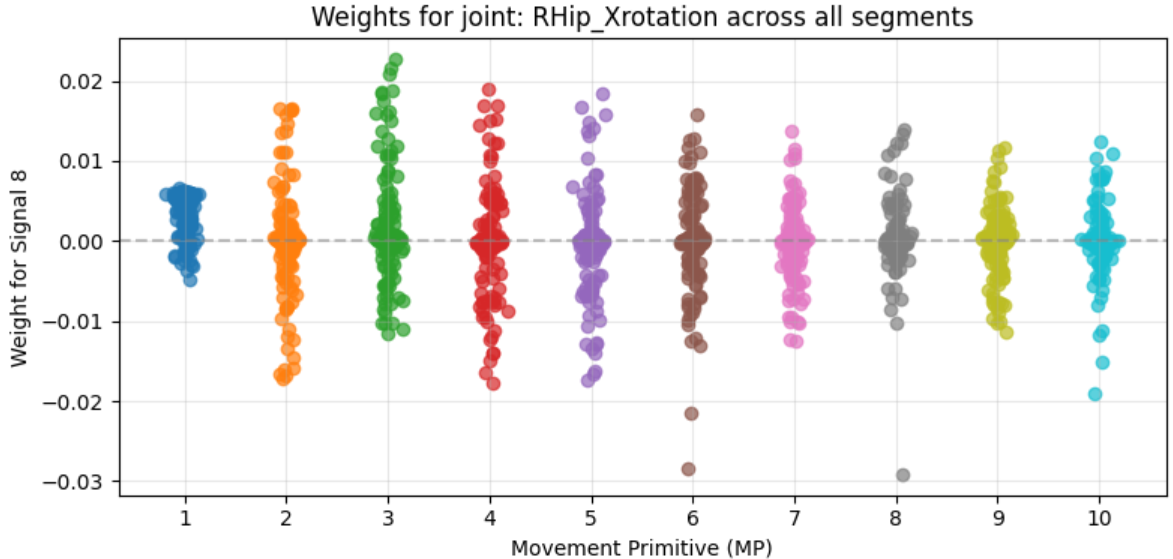 Weights for joint: RHip_Xrotation across all segments
Weight for Signal 8
0.02
0.01
0.00
−0.01
−0.02
−0.03
1 2 3 4 5 6 7 8 9 10
Movement Primitive (MP)